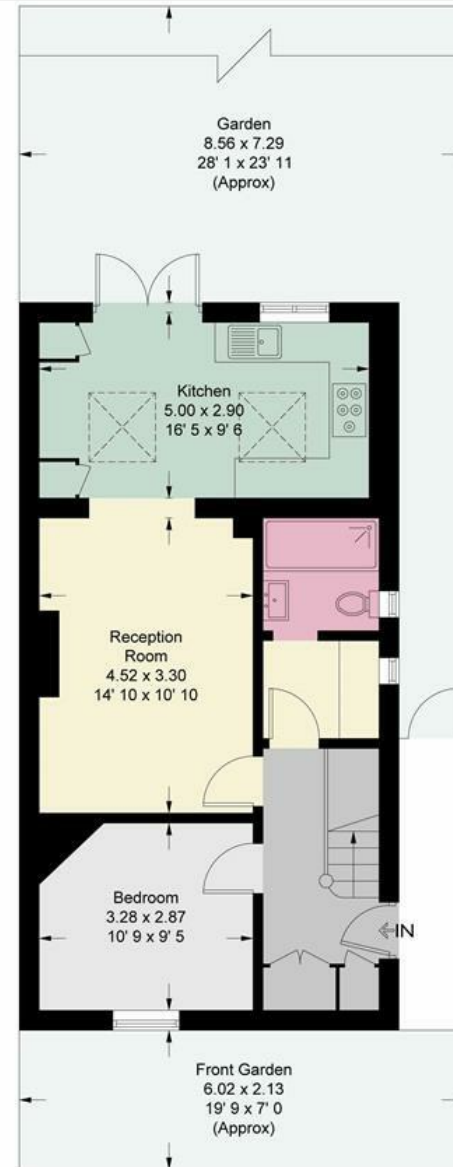 Garden
8.56 x 7.29
28' 1 x 23' 11
(Approx)
Kitchen
5.00 x 2.90
16' 5 x 9' 6
Reception
Room
4.52 x 3.30
14' 10 x 10' 10
Bedroom
3.28 x 2.87
10' 9 x 9' 5
IN
Front Garden
6.02 x 2.13
19' 9 x 7' 0
(Approx)